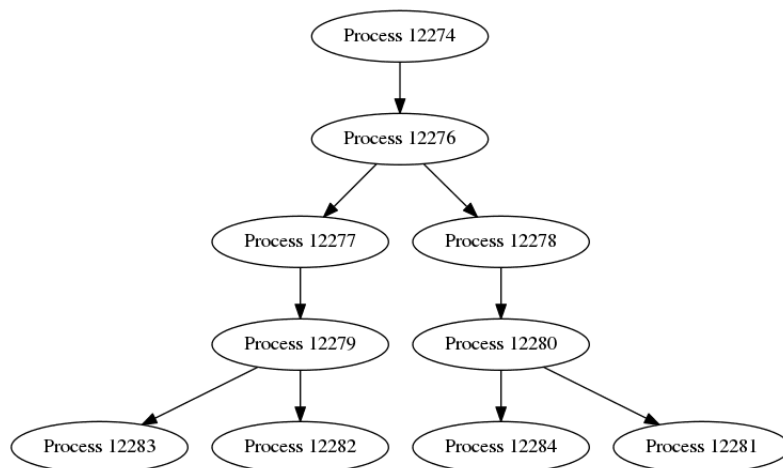 Process 12274
Process 12276
Process 12277
Process 12278
Process 12279
Process 12280
Process 12283
Process 12282
Process 12284
Process 12281